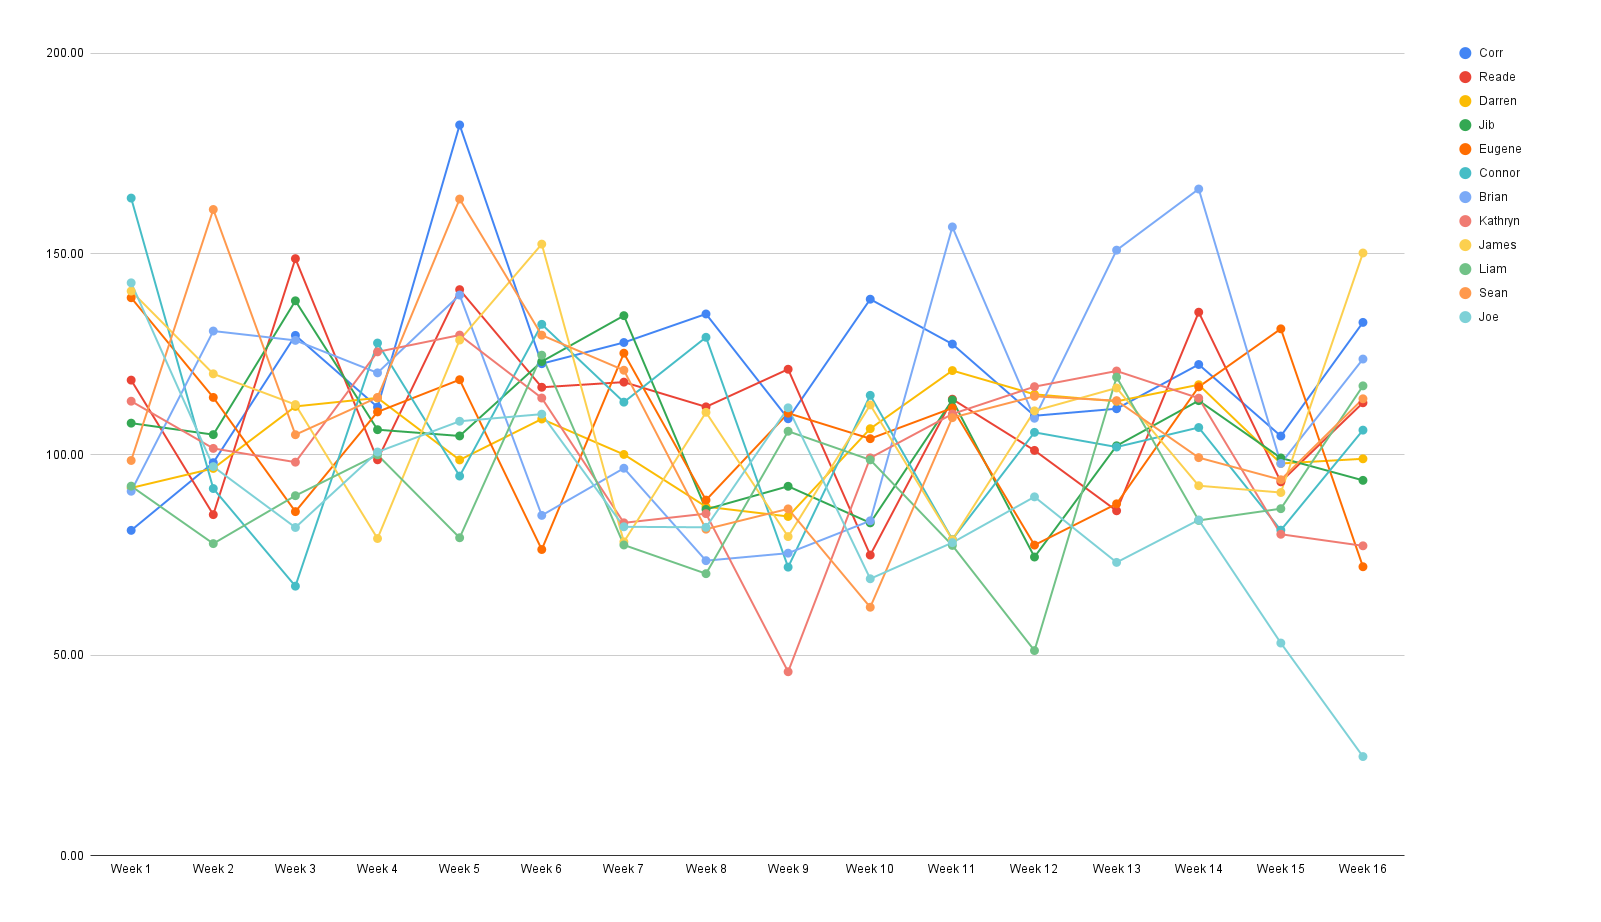 200.00
150.00
100.00
50.00
0.00
Week 1 Week 2 Week 3 Week 4 Week 5 Week 6 Week 7 Week 8 Week 9 Week 10 Week 11 Week 12 Week 13 Week 14 Week 15 Week 16
Corr
Reade
Darren
Jib
Eugene
Connor
Brian
Kathryn
James
Liam
Sean
Joe